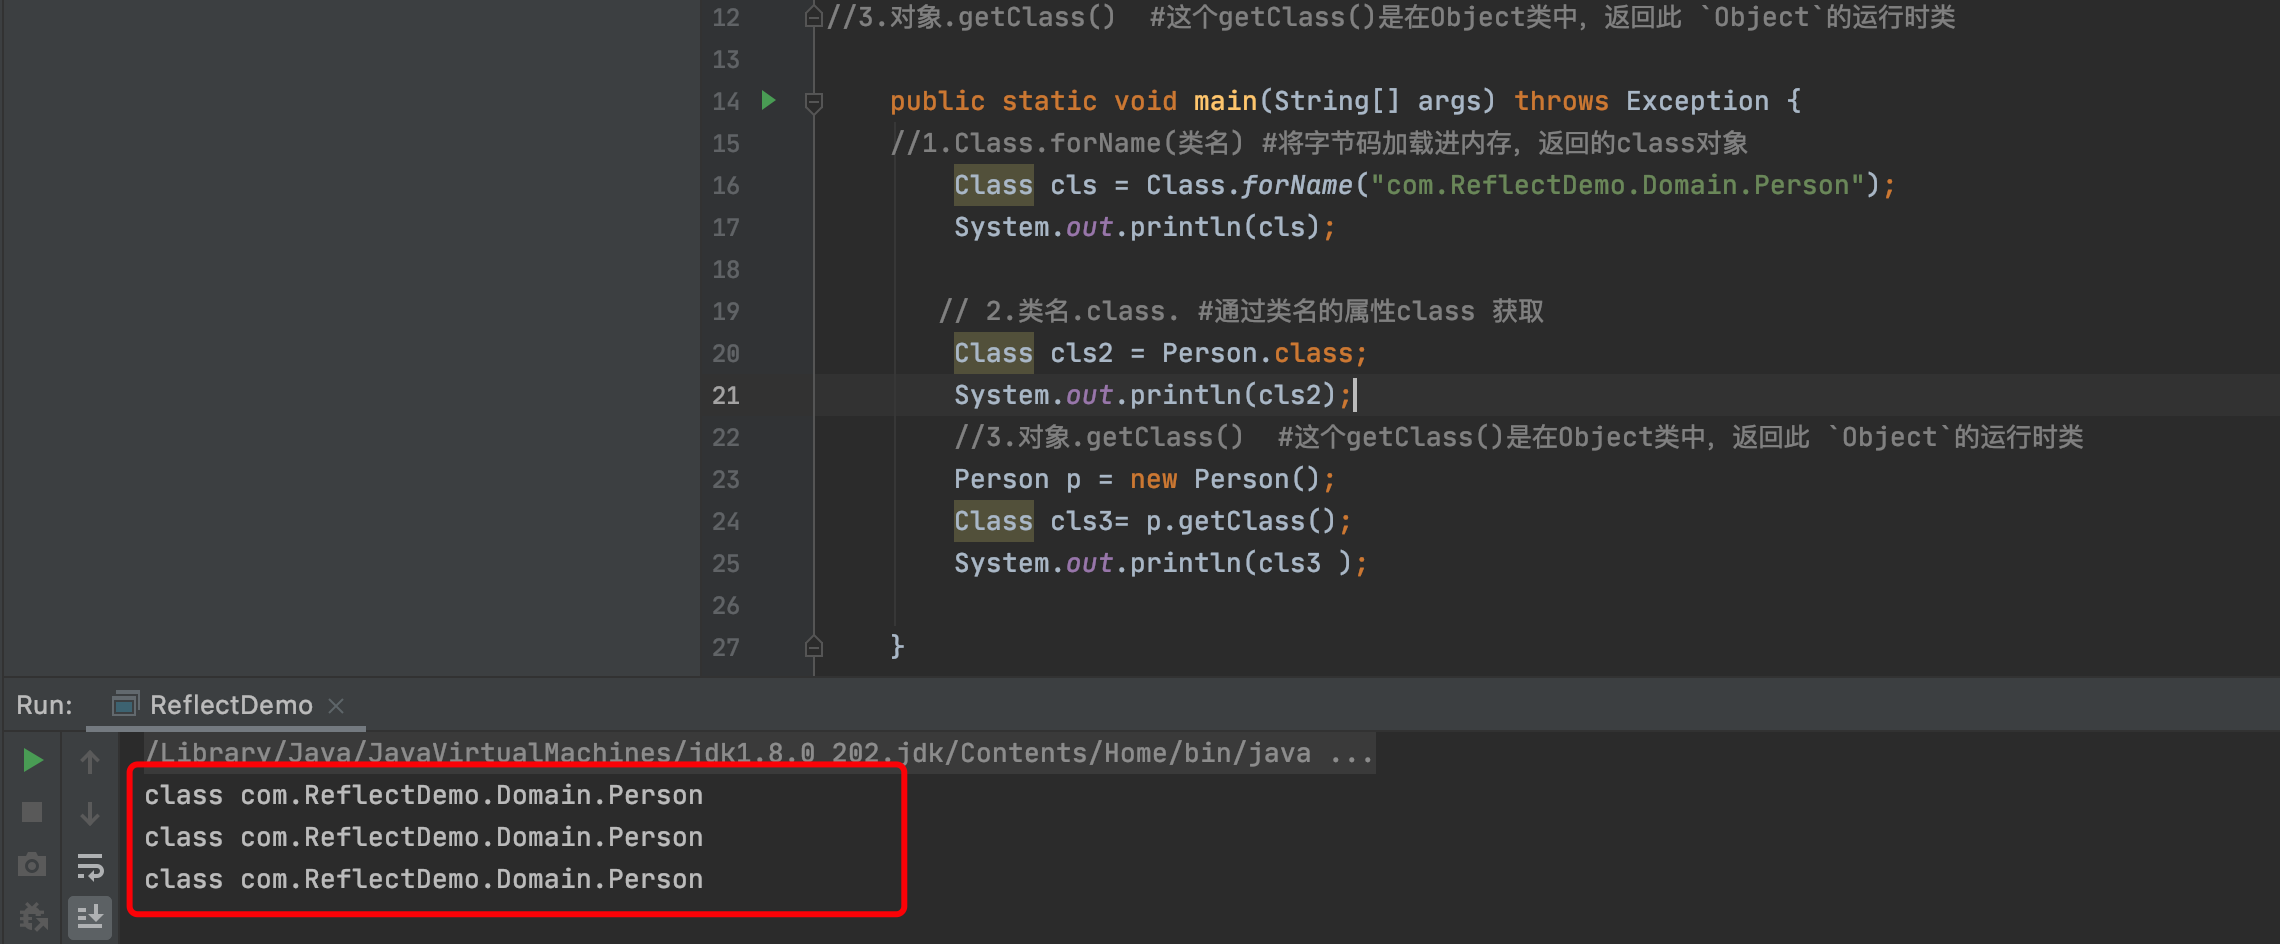 12 //3.对象.getClass()  #这个getClass()是在Object类中，返回此 `Object`的运行时类
13
14 public static void main(String[] args) throws Exception {
15 //1.Class.forName(类名) #将字节码加载进内存，返回的class对象
16 Class cls = Class.forName("com.ReflectDemo.Domain.Person");
17 System.out.println(cls);
18
19 // 2.类名.class. #通过类名的属性class 获取
20 Class cls2 = Person.class;
21 System.out.println(cls2);
22 //3.对象.getClass()  #这个getClass()是在Object类中，返回此 `Object`的运行时类
23 Person p = new Person();
24 Class cls3= p.getClass();
25 System.out.println(cls3 );
26
27 }
Run: ReflectDemo
/Library/Java/JavaVirtualMachines/jdk1.8.0_202.jdk/Contents/Home/bin/java ...
class com.ReflectDemo.Domain.Person
class com.ReflectDemo.Domain.Person
class com.ReflectDemo.Domain.Person